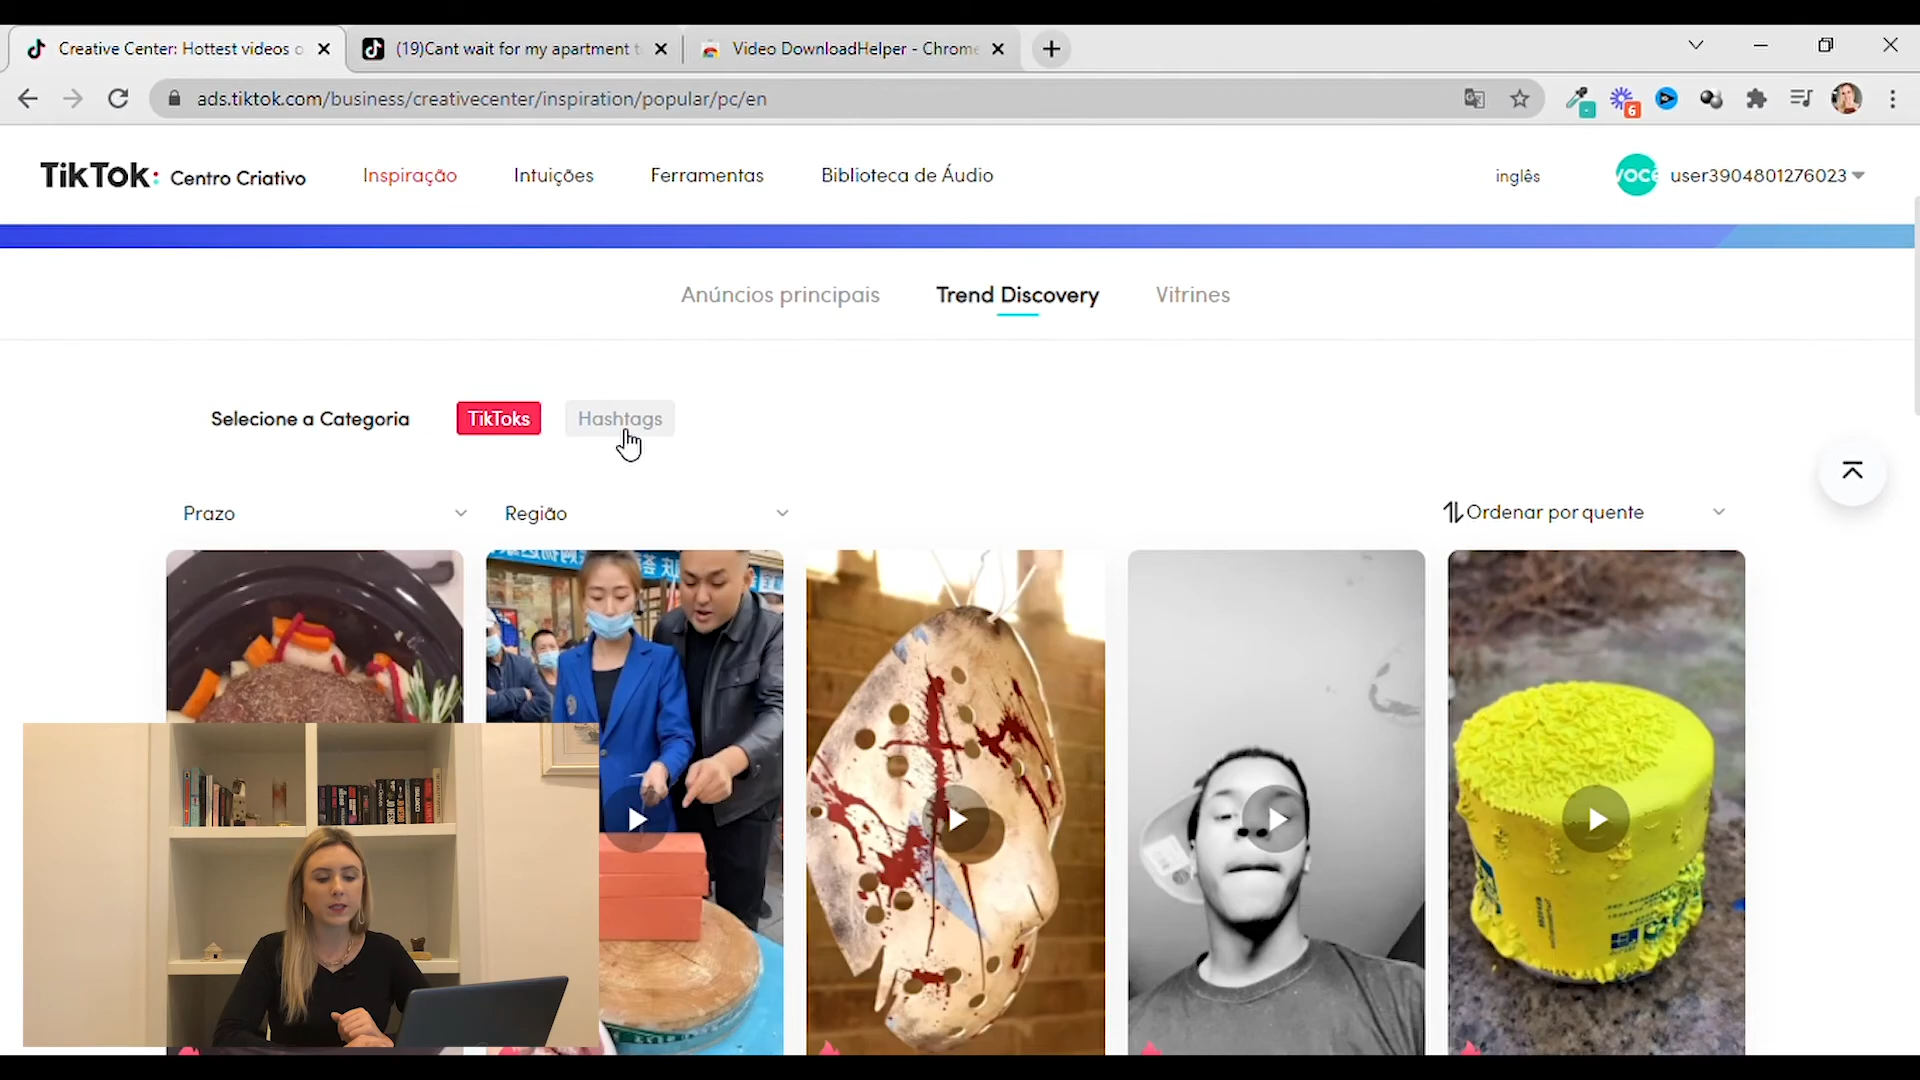 Creative Center: Hottest videos o
(19)Cant wait for my apartment t
Video DownloadHelper - Chrome
ads.tiktok.com/business/creativecenter/inspiration/popular/pc/en
6
TikTok: Centro Criativo
Inspiração
Intuições
Ferramentas
Biblioteca de Áudio
inglês
você
user3904801276023
Anúncios principais
Trend Discovery
Vitrines
Selecione a Categoria
TikToks
Hashtags
Prazo
Região
Ordenar por quente